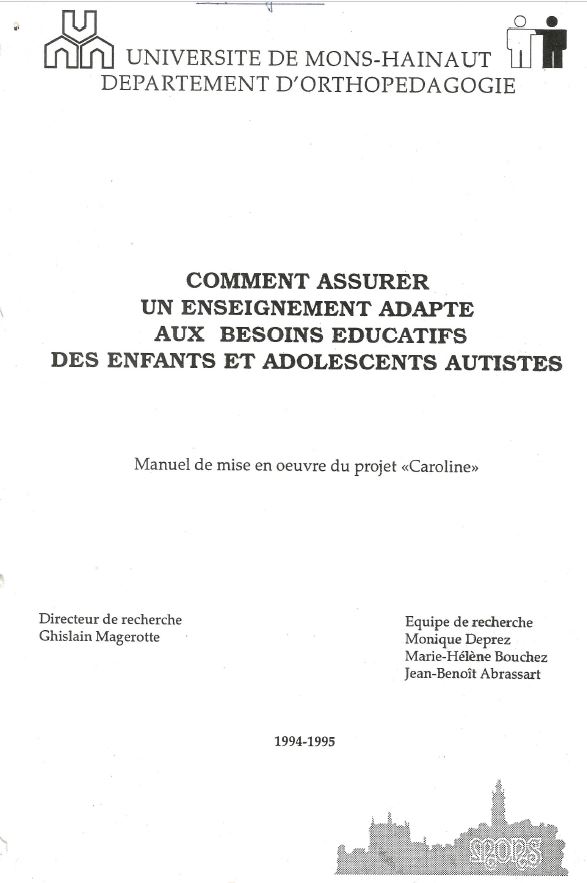 UNIVERSITE DE MONS-HAINAUT
DEPARTEMENT D'ORTHOPEDAGOGIE
COMMENT ASSURER
UN ENSEIGNEMENT ADAPTE
AUX BESOINS EDUCATIFS
DES ENFANTS ET ADOLESCENTS AUTISTES
Manuel de mise en oeuvre du projet «Caroline»
Directeur de recherche
Ghislain Magerotte
Equipe de recherche
Monique Deprez
Marie-Hélène Bouchez
Jean-Benoît Abrassart
1994-1995
mons